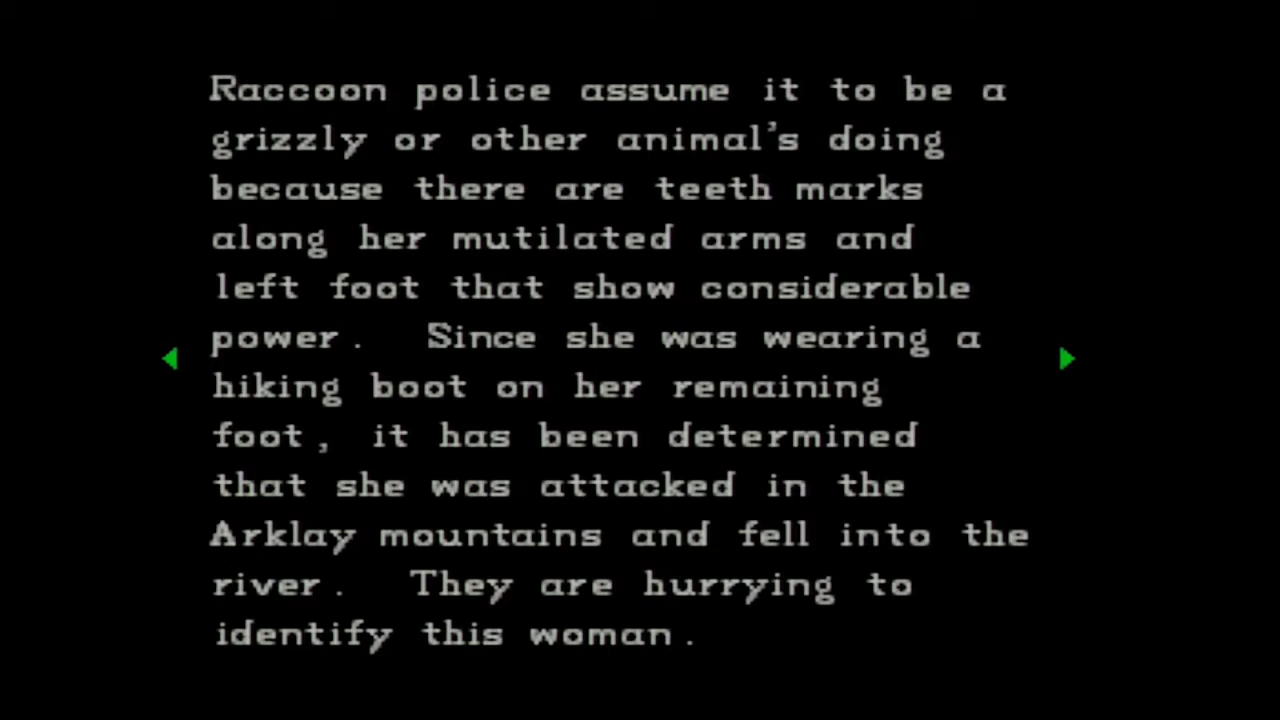 Raccoon police assume it to be a
grizzly or other animal's doing
because there are teeth marks
along her mutilated arms and
left foot that show considerable
power. Since she was wearing a
hiking boot on her remaining
foot, it has been determined
that she was attacked in the
Arklay mountains and fell into the
river. They are hurrying to
identify this woman.